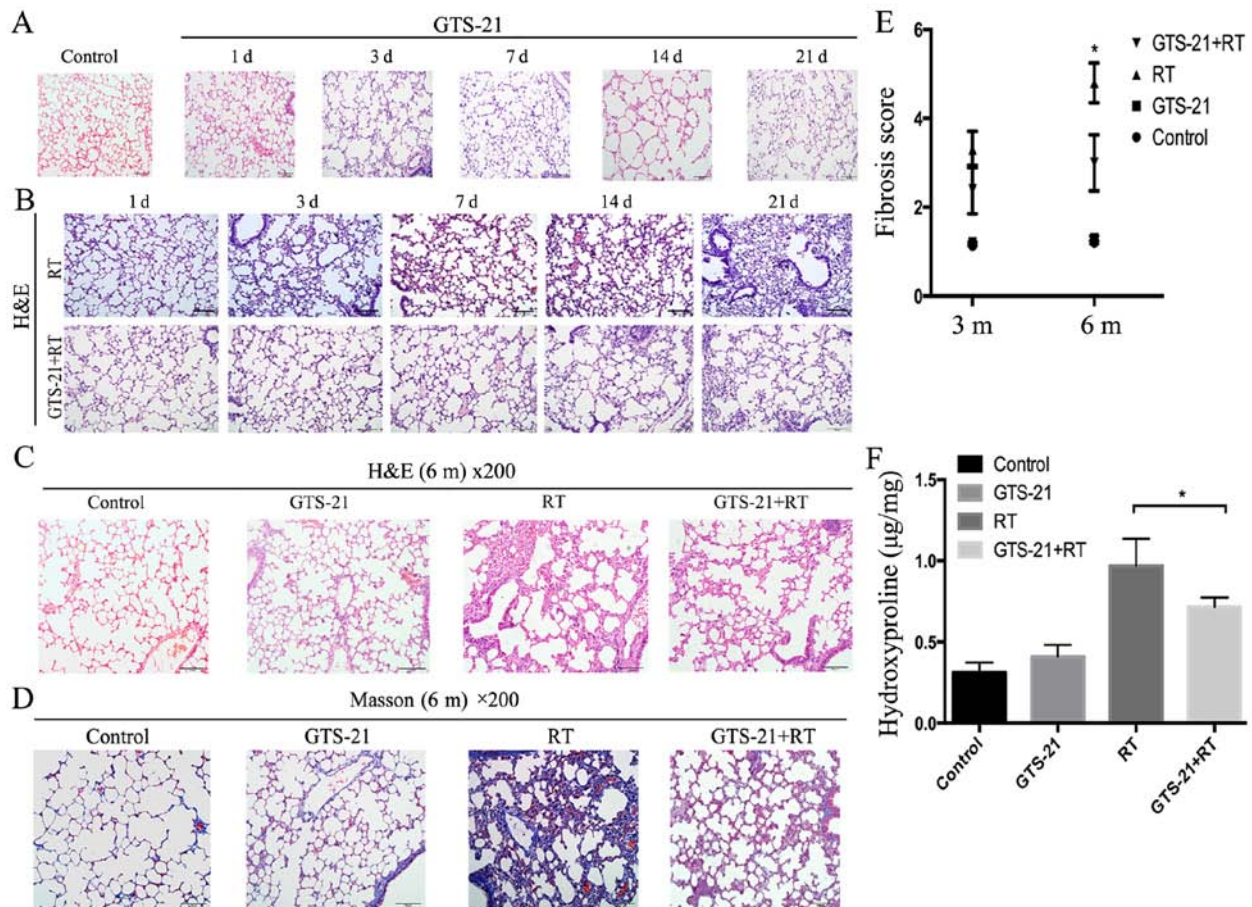 A
GTS-21
Control
1 d 3 d 7 d 14 d 21 d
B
1 d 3 d 7 d 14 d 21 d
H&E
RT
GTS-21+RT
C
H&E (6 m) x200
Control GTS-21 RT GTS-21+RT
D
Masson (6 m) ×200
Control GTS-21 RT GTS-21+RT
E
Fibrosis score
6
4
2
0
*
3 m 6 m
GTS-21+RT
RT
GTS-21
Control
F
Hydroxyproline (µg/mg)
1.5
1.0
0.5
0.0
Control
GTS-21
RT
GTS-21+RT
*
Control GTS-21 RT GTS-21+RT